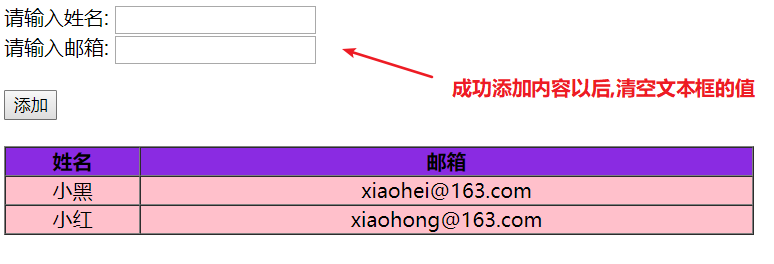 请输入姓名:
请输入邮箱:
成功添加内容以后,清空文本框的值
添加
姓名 邮箱
小黑 xiaohei@163.com
小红 xiaohong@163.com